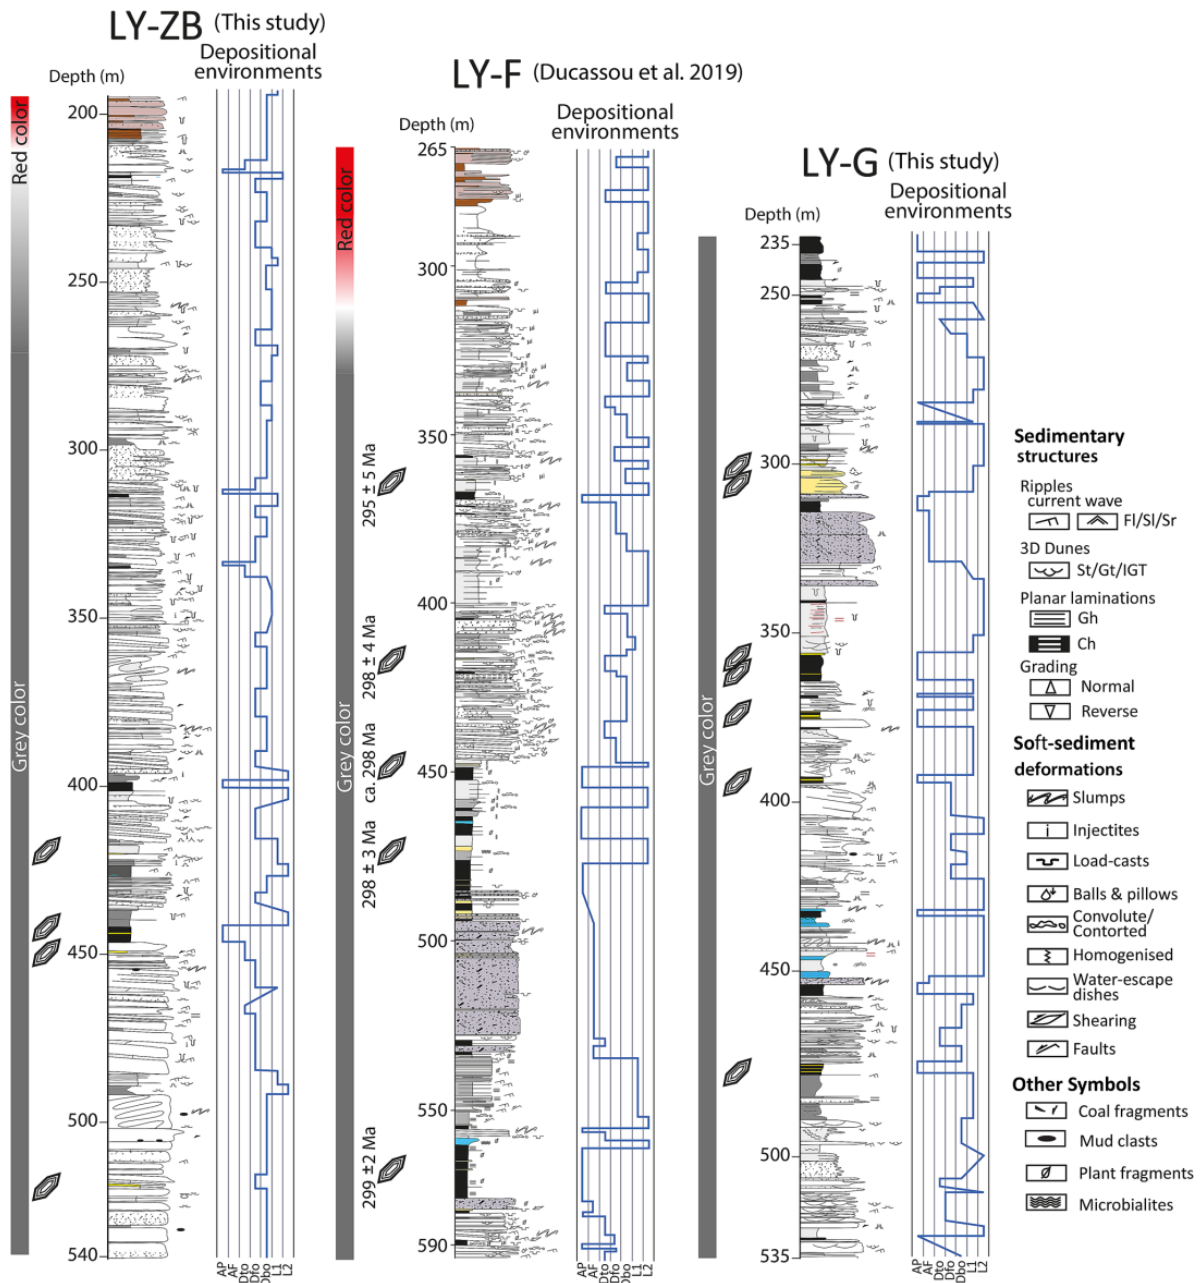 LY-ZB (This study)
Depositional
environments
Depth (m)
Red color
Grey color
200
250
300
350
400
450
500
540
AP
AF
Dto
Dfo
Dbo
L1
L2
LY-F (Ducassou et al. 2019)
Depositional
environments
Depth (m)
Red color
Grey color
295 ± 5 Ma
298 ± 4 Ma
ca. 298 Ma
298 ± 3 Ma
299 ±2 Ma
265
300
350
400
450
500
550
590
AP
AF
Dto
Dfo
Dbo
L1
L2
LY-G (This study)
Depositional
environments
Depth (m)
Grey color
235
250
300
350
400
450
500
535
AP
AF
Dto
Dfo
Dbo
L1
L2
Sedimentary
structures
Ripples
current wave
Fl/Sl/Sr
3D Dunes
St/Gt/IGT
Planar laminations
Gh
Ch
Grading
Normal
Reverse
Soft-sediment
deformations
Slumps
Injectites
Load-casts
Balls & pillows
Convolute/
Contorted
Homogenised
Water-escape
dishes
Shearing
Faults
Other Symbols
Coal fragments
Mud clasts
Plant fragments
Microbialites